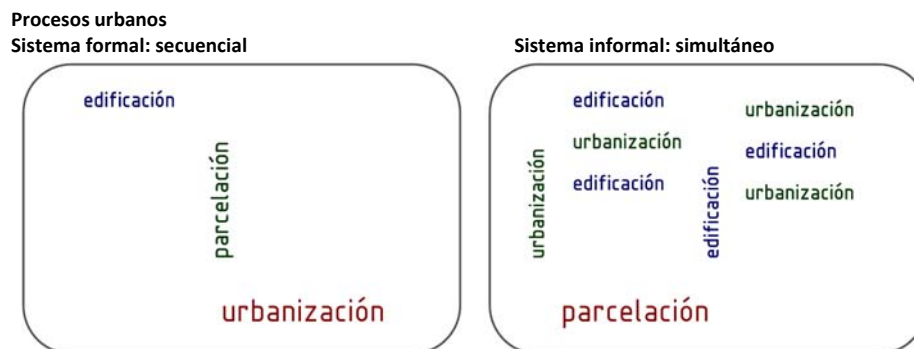 Procesos urbanos
Sistema formal: secuencial
edificación
parcelación
urbanización
Sistema informal: simultáneo
urbanización
edificación
urbanización
edificación
edificación
urbanización
edificación
urbanización
parcelación